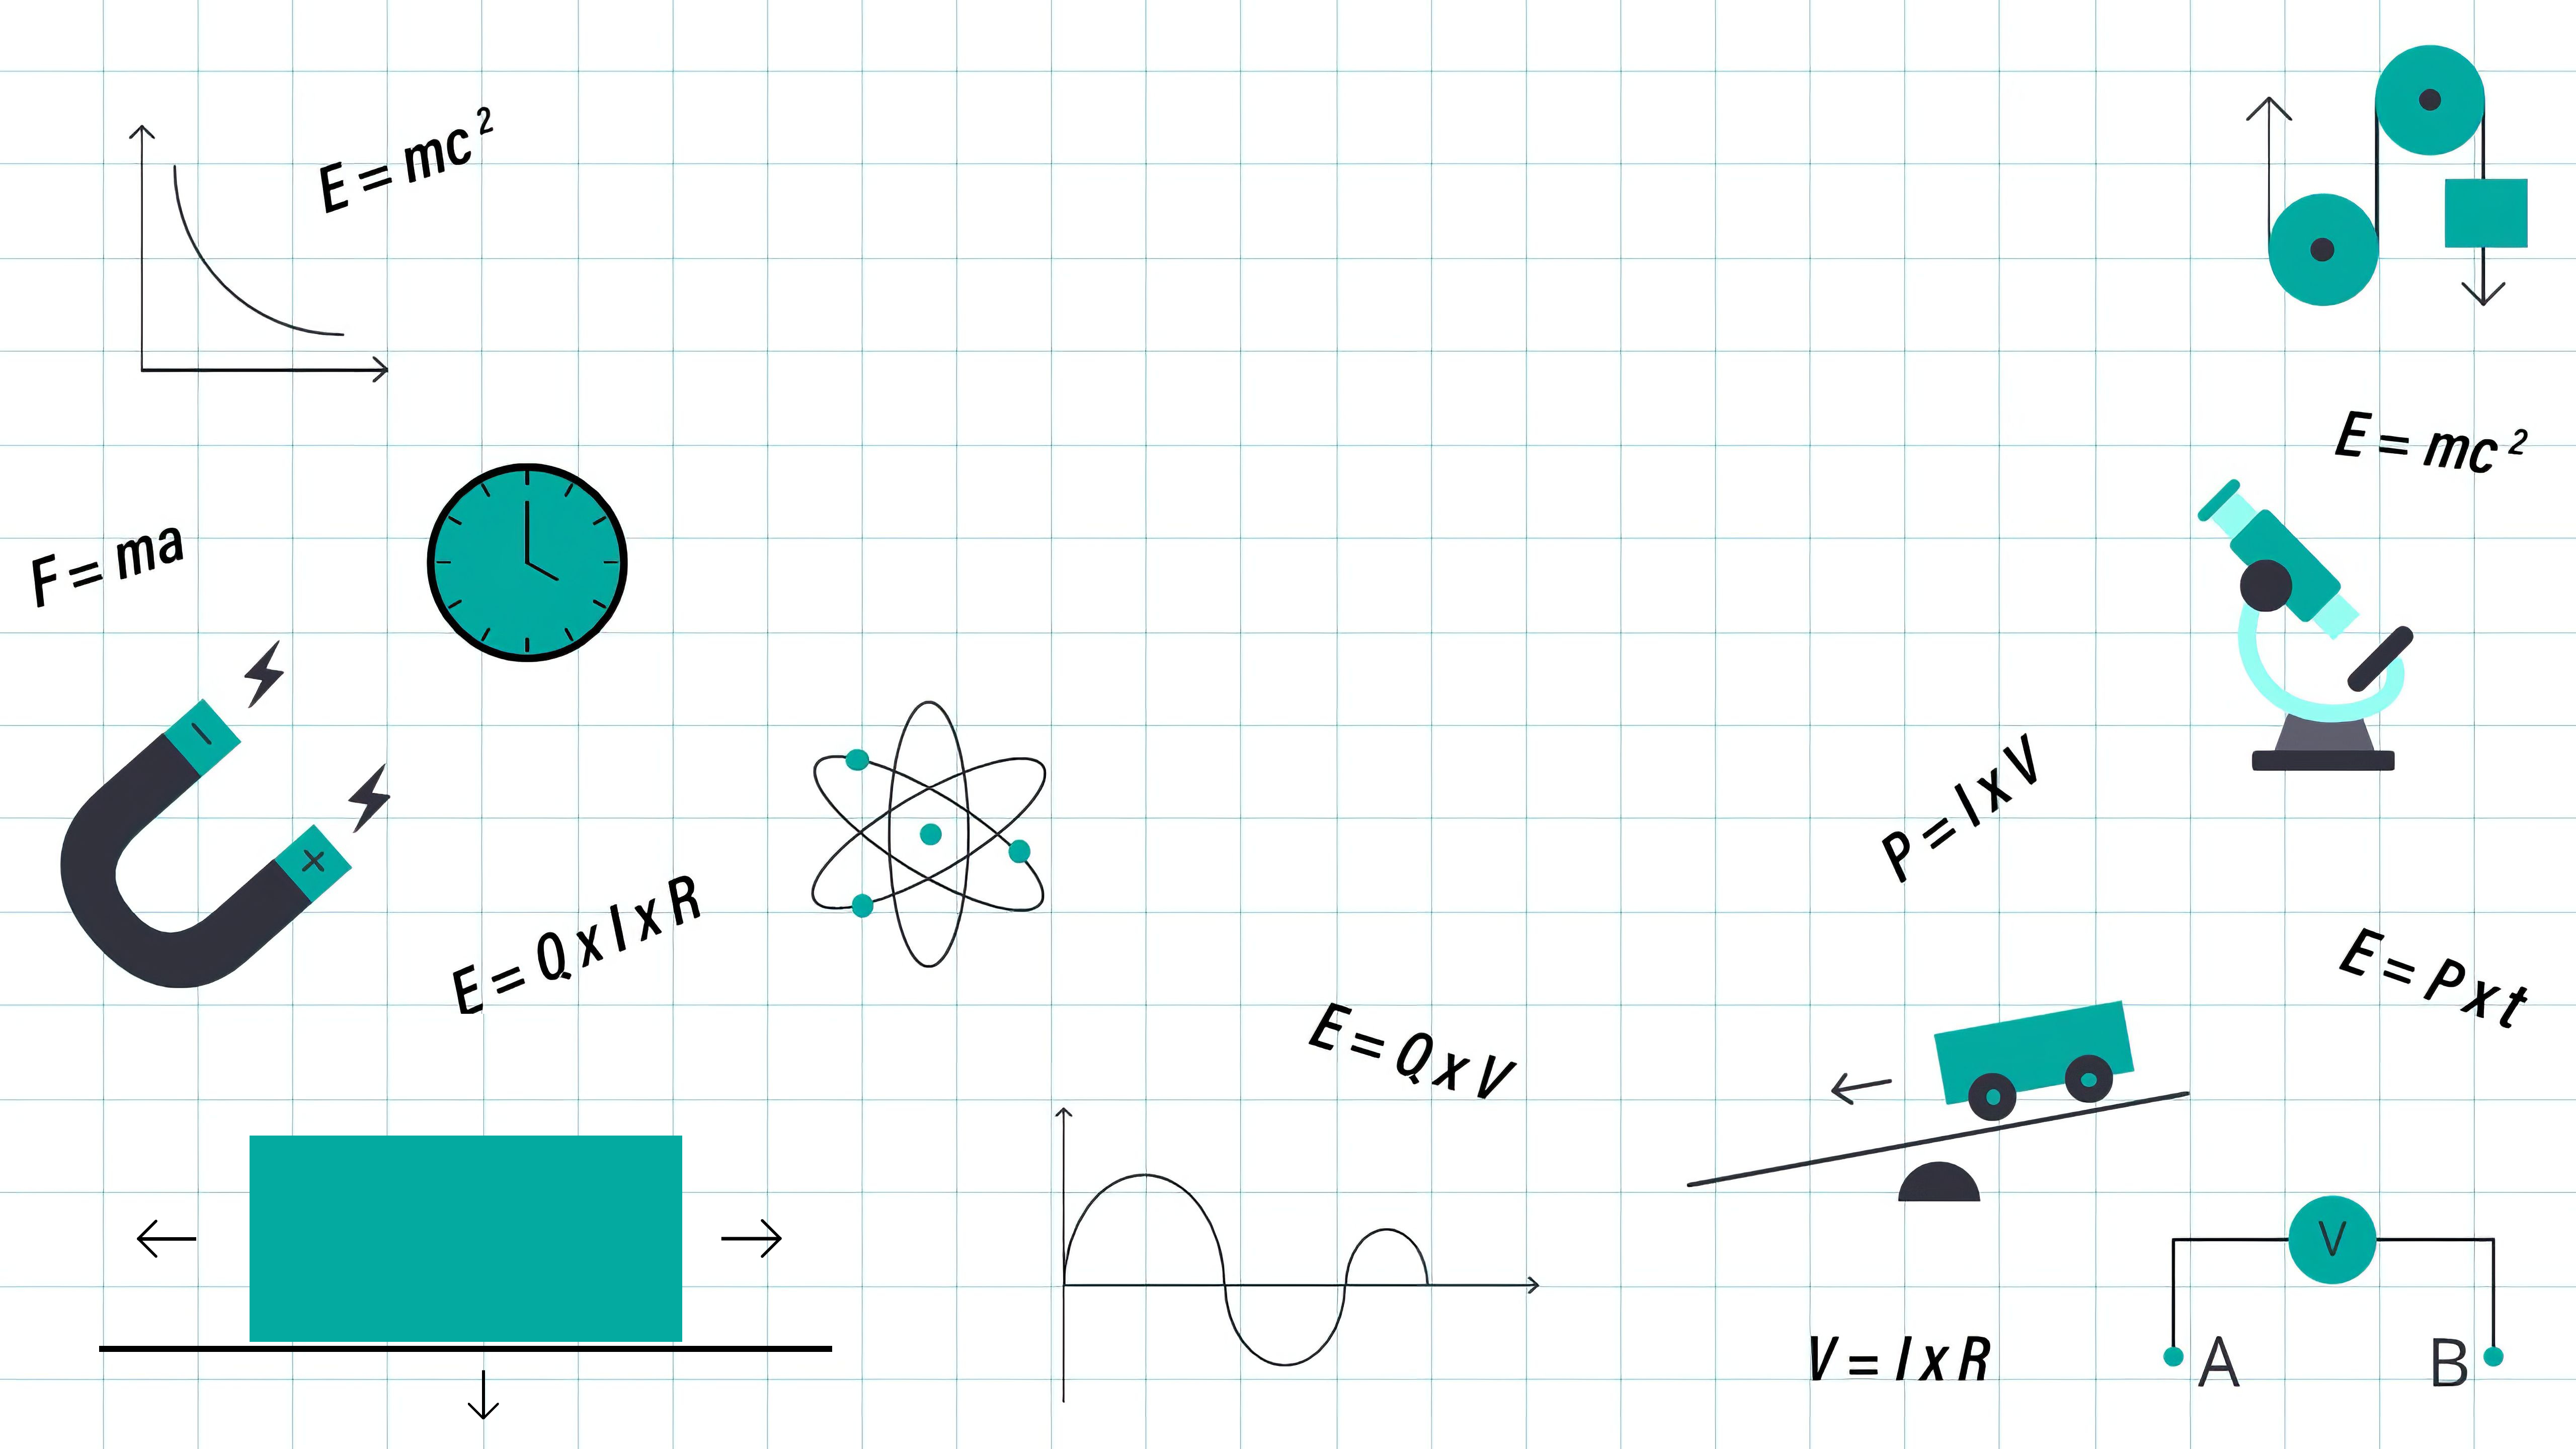 E = mc²
E = mc²
F = ma
P = I x V
E = Q x I x R
E = P x t
E = Q x V
V
V = I x R
A
B